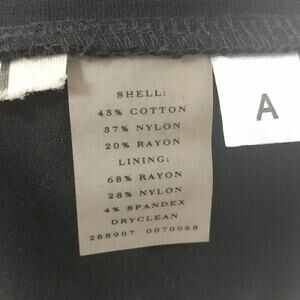 SHELL:
43% COTTON
37% NYLON
20% RAYON
LINING:
68% RAYON
28% NYLON
4% SPANDEX
DRYCLEAN
288907 0070068
A